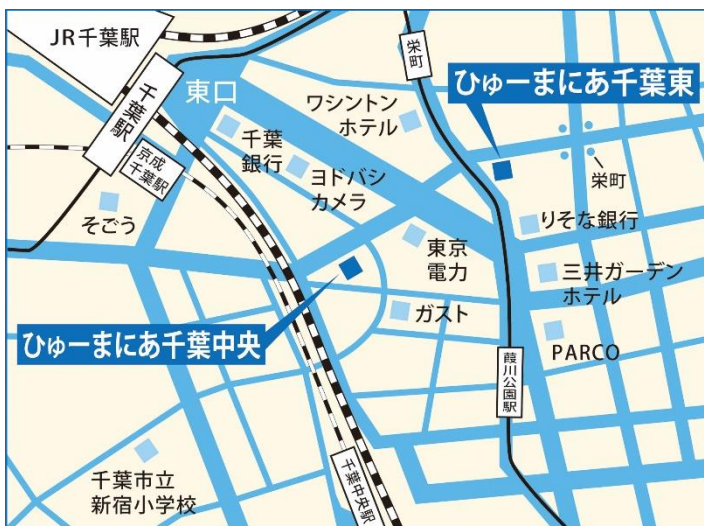 JR千葉駅
千葉駅
京成
千葉駅
東口
千葉
銀行
ヨドバシ
カメラ
ワシントン
ホテル
栄町
ひゅーまにあ千葉東
栄町
そごう
りそな銀行
東京
電力
三井ガーデン
ホテル
ひゅーまにあ千葉中央
ガスト
PARCO
葭川公園駅
千葉市立
新宿小学校
千葉中央駅